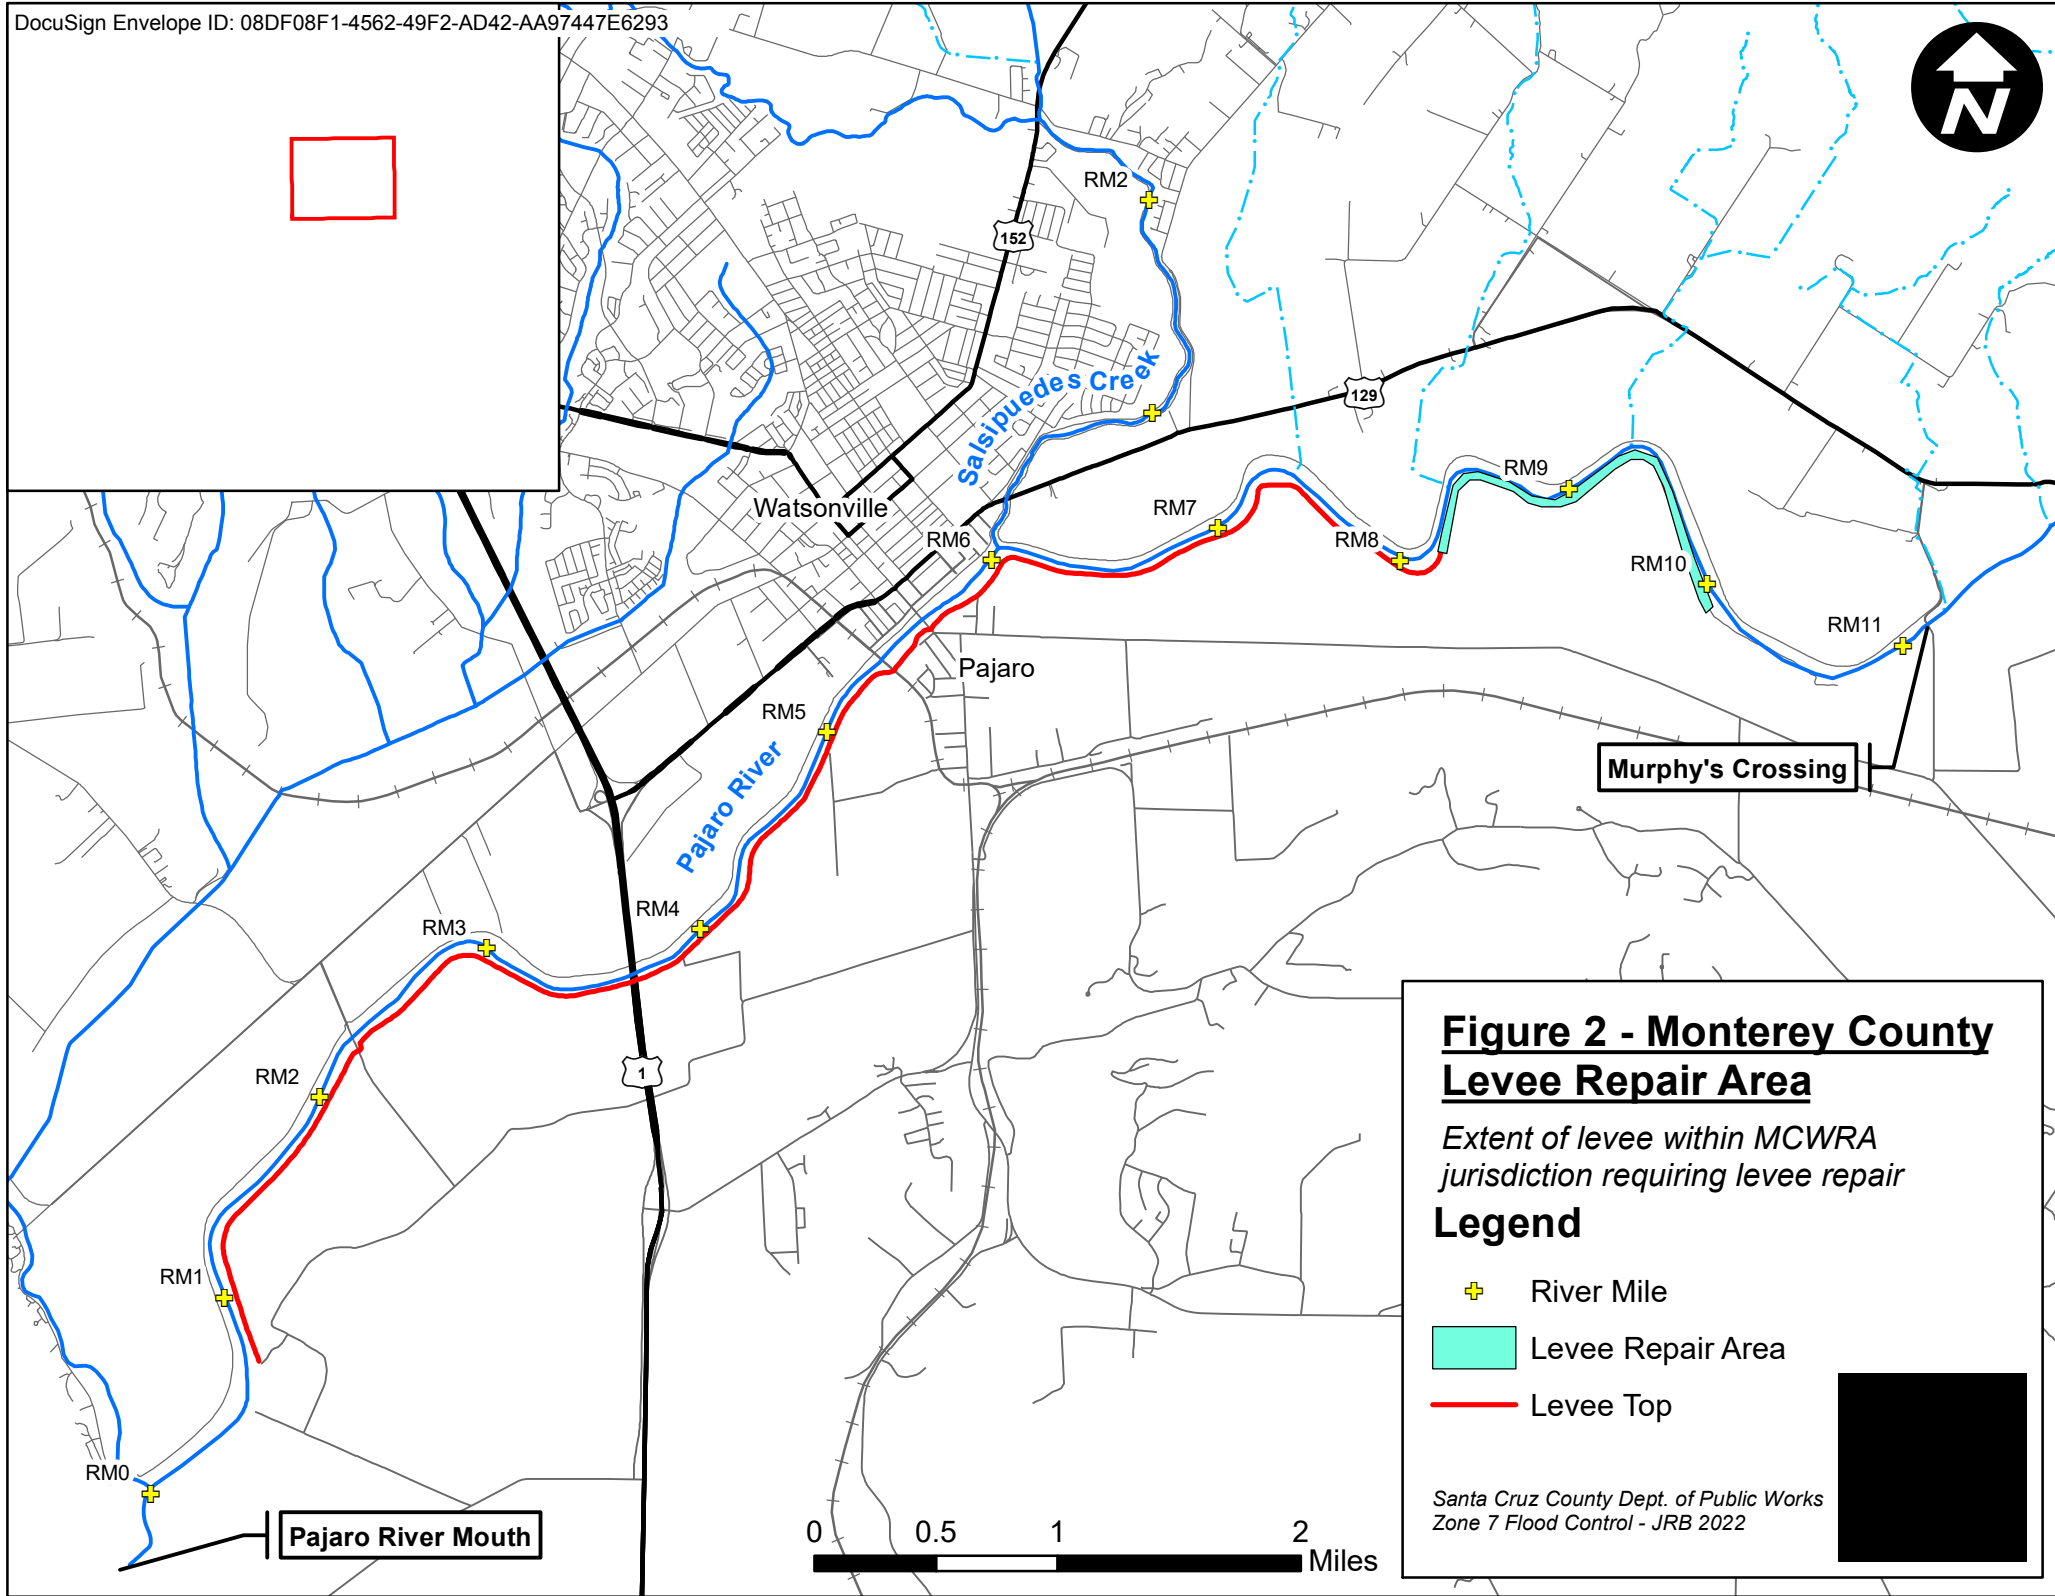 DocuSign Envelope ID: 08DF08F1-4562-49F2-AD42-AA97447E6293
N
RM2
152
Salsipuedes Creek
129
Watsonville
RM9
RM7
RM6
RM8
RM10
RM11
Pajaro
RM5
Pajaro River
Murphy's Crossing
RM4
RM3
1
RM2
RM1
RM0
Pajaro River Mouth
0 0.5 1 2
Miles
Figure 2 - Monterey County
Levee Repair Area
Extent of levee within MCWRA
jurisdiction requiring levee repair
Legend
River Mile
Levee Repair Area
Levee Top
Santa Cruz County Dept. of Public Works
Zone 7 Flood Control - JRB 2022